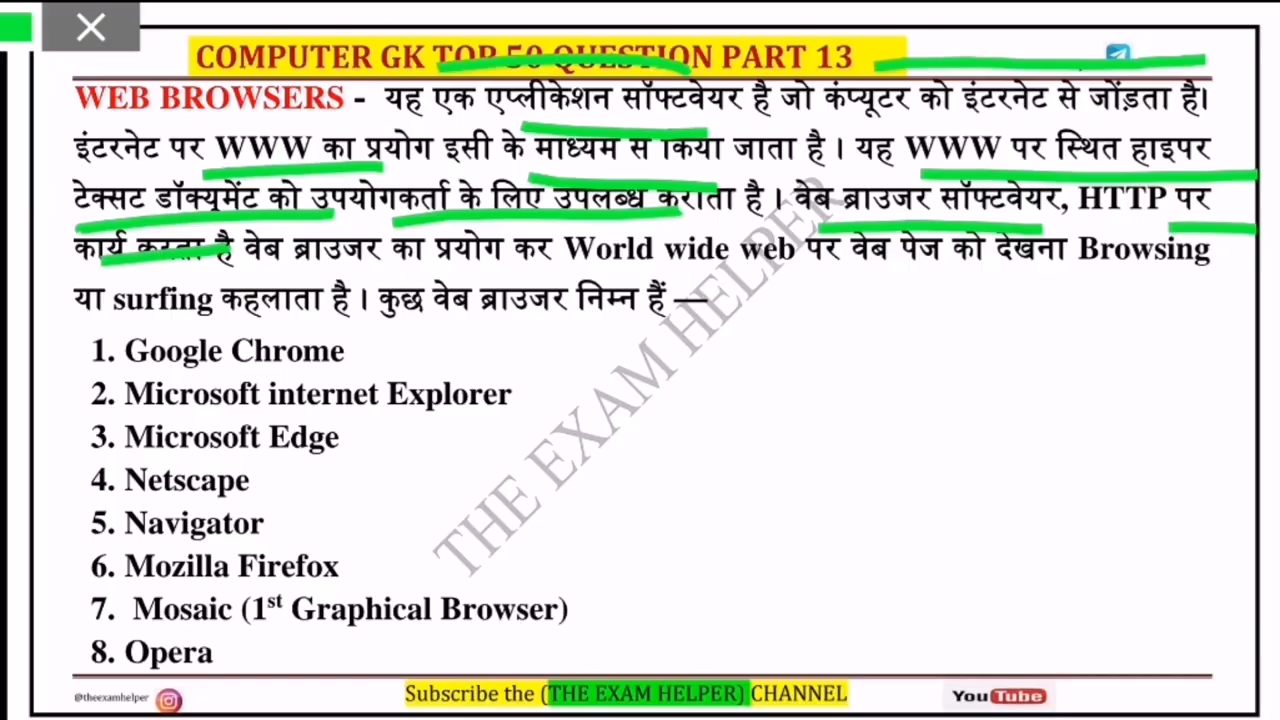 COMPUTER GK TOP 50 QUESTION PART 13
WEB BROWSERS - यह एक एप्लीकेशन सॉफ्टवेयर है जो कंप्यूटर को इंटरनेट से जोंड़ता है।
इंटरनेट पर WWW का प्रयोग इसी के माध्यम से किया जाता है। यह WWW पर स्थित हाइपर
टेक्सट डॉक्यूमेंट को उपयोगकर्ता के लिए उपलब्ध कराता है। वेब ब्राउजर सॉफ्टवेयर, HTTP पर
कार्य करता है वेब ब्राउजर का प्रयोग कर World wide web पर वेब पेज को देखना Browsing
या surfing कहलाता है। कुछ वेब ब्राउजर निम्न हैं —
1. Google Chrome
2. Microsoft internet Explorer
3. Microsoft Edge
4. Netscape
5. Navigator
6. Mozilla Firefox
7. Mosaic (1st Graphical Browser)
8. Opera
THE EXAM HELPER
@theexamhelper
Subscribe the (THE EXAM HELPER) CHANNEL
YouTube